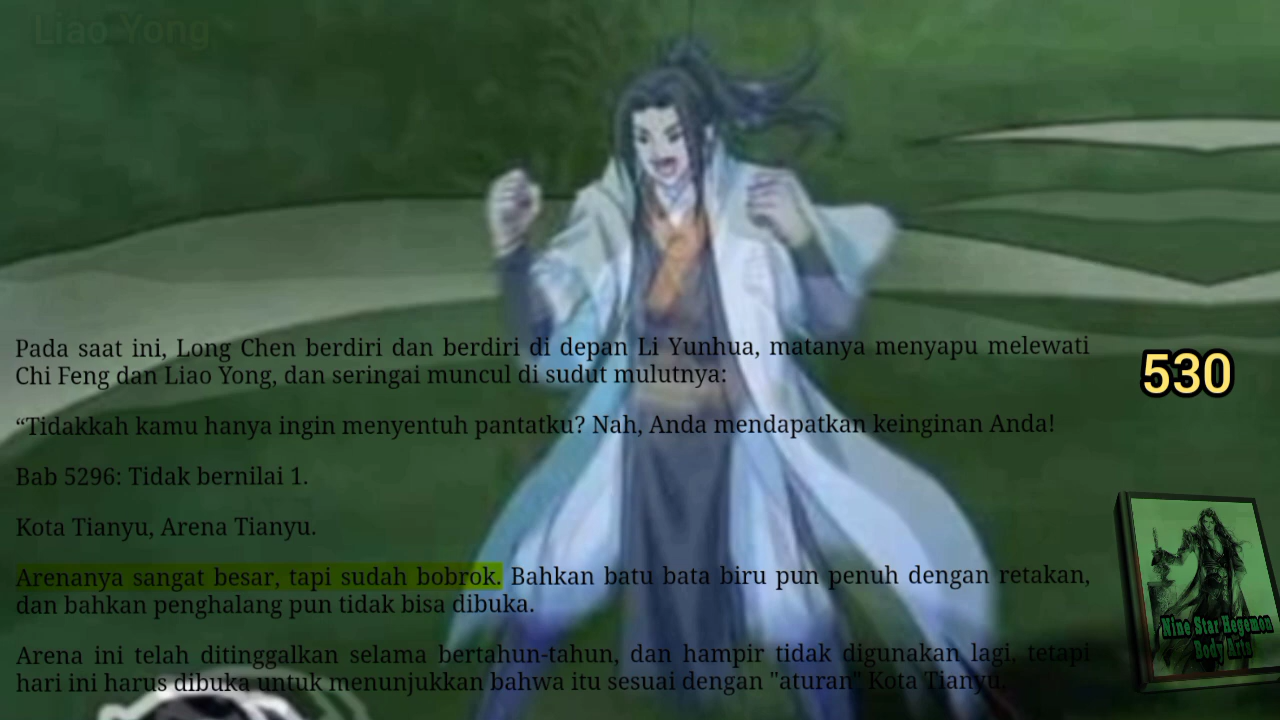 Liao Yong
Pada saat ini, Long Chen berdiri dan berdiri di depan Li Yunhua, matanya menyapu melewati
Chi Feng dan Liao Yong, dan seringai muncul di sudut mulutnya:
530
“Tidakkah kamu hanya ingin menyentuh pantatku? Nah, Anda mendapatkan keinginan Anda!
Bab 5296: Tidak bernilai 1.
Kota Tianyu, Arena Tianyu.
Arenanya sangat besar, tapi sudah bobrok. Bahkan batu bata biru pun penuh dengan retakan,
dan bahkan penghalang pun tidak bisa dibuka.
Arena ini telah ditinggalkan selama bertahun-tahun, dan hampir tidak digunakan lagi, tetapi
hari ini harus dibuka untuk menunjukkan bahwa itu sesuai dengan "aturan" Kota Tianyu.
Nine Star Hegemon
Body Arts